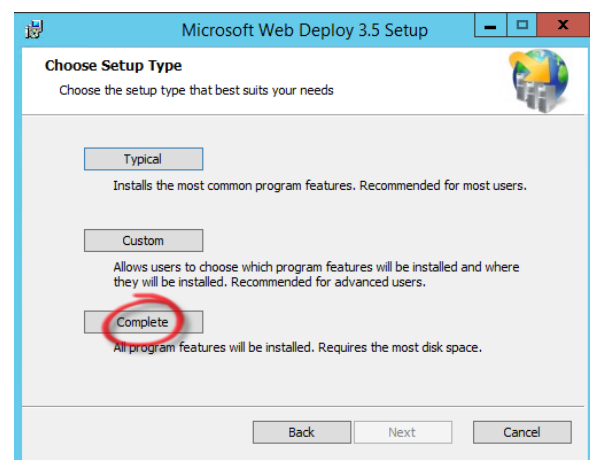 Microsoft Web Deploy 3.5 Setup
Choose Setup Type
Choose the setup type that best suits your needs
Typical
Installs the most common program features. Recommended for most users.
Custom
Allows users to choose which program features will be installed and where
they will be installed. Recommended for advanced users.
Complete
All program features will be installed. Requires the most disk space.
Back Next Cancel